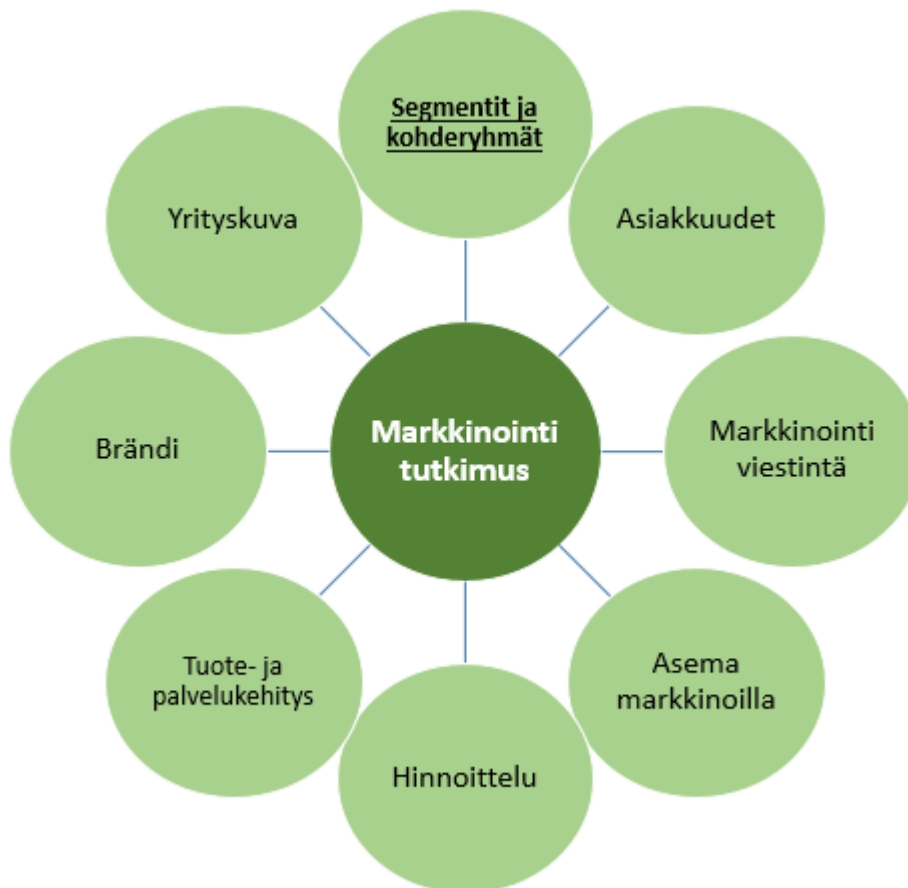 Segmentit ja
kohderyhmät
Asiakkuudet
Markkinointi
viestintä
Asema
markkinoilla
Hinnoittelu
Tuote- ja
palvelukehitys
Brändi
Yrityskuva
Markkinointi
tutkimus